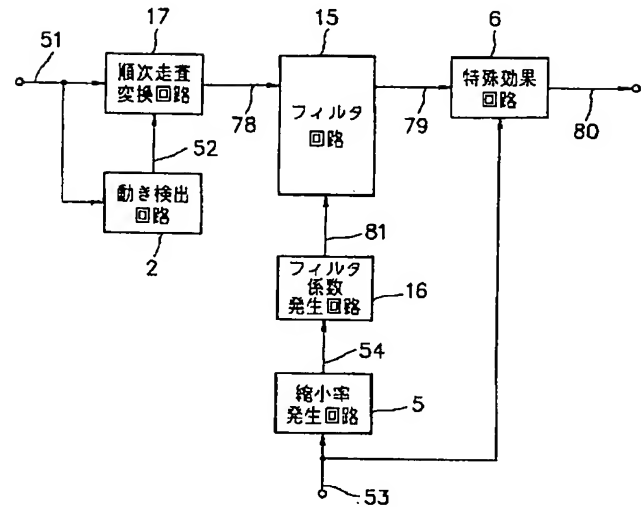 51
17
順次走査
変換回路
78
15
フィルタ
回路
79
6
特殊効果
回路
80
52
動き検出
回路
2
81
フィルタ
係数
発生回路
16
54
縮小率
発生回路
5
53